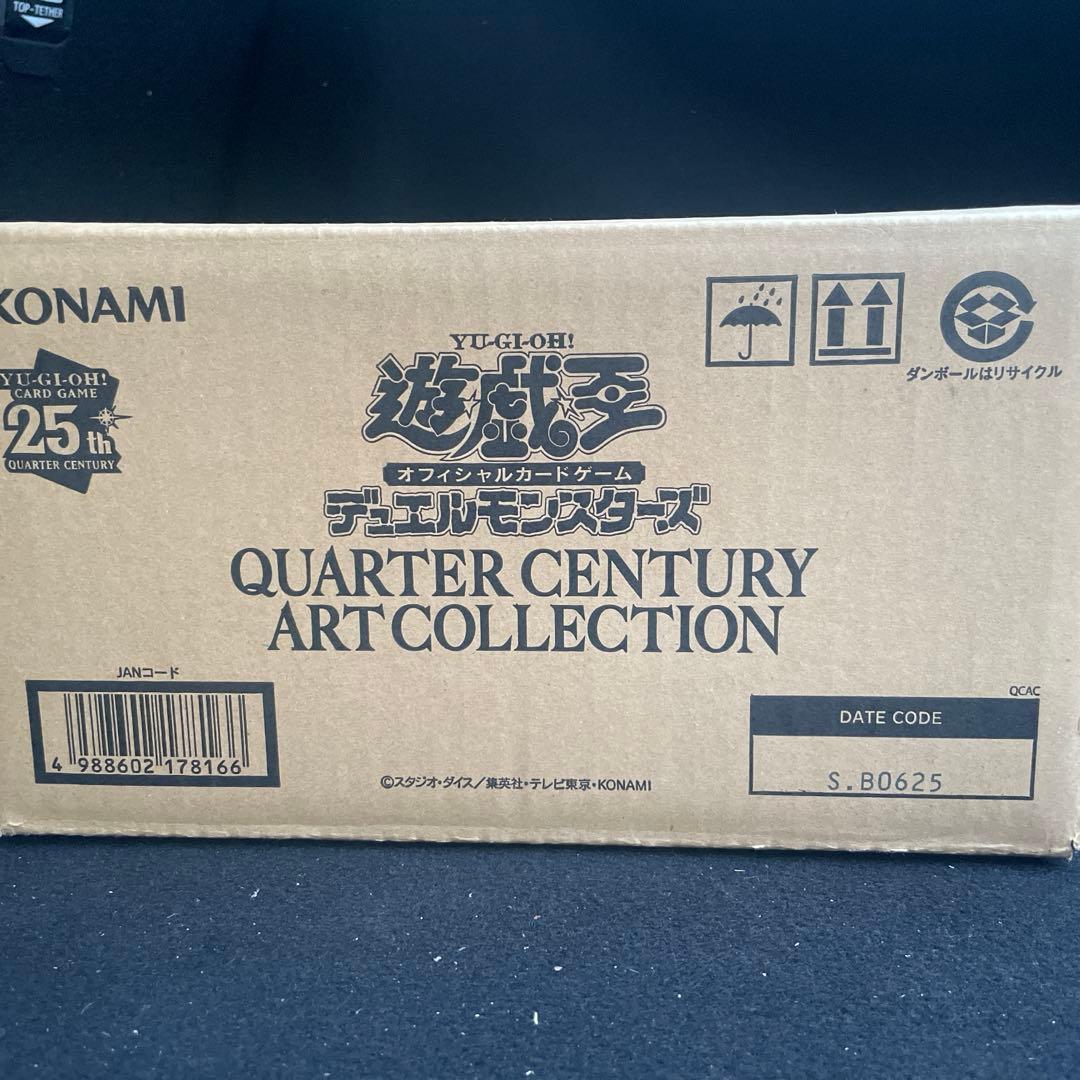 TOP-TETHER
KONAMI
YU-GI-OH!
CARD GAME
25th
QUARTER CENTURY
YU-GI-OH!
遊戯王
オフィシャルカードゲーム
デュエルモンスターズ
QUARTER CENTURY
ART COLLECTION
ダンボールはリサイクル
JANコード
4 988602 178166
©スタジオ・ダイス/集英社・テレビ東京・KONAMI
QCAC
DATE CODE
S.B0625